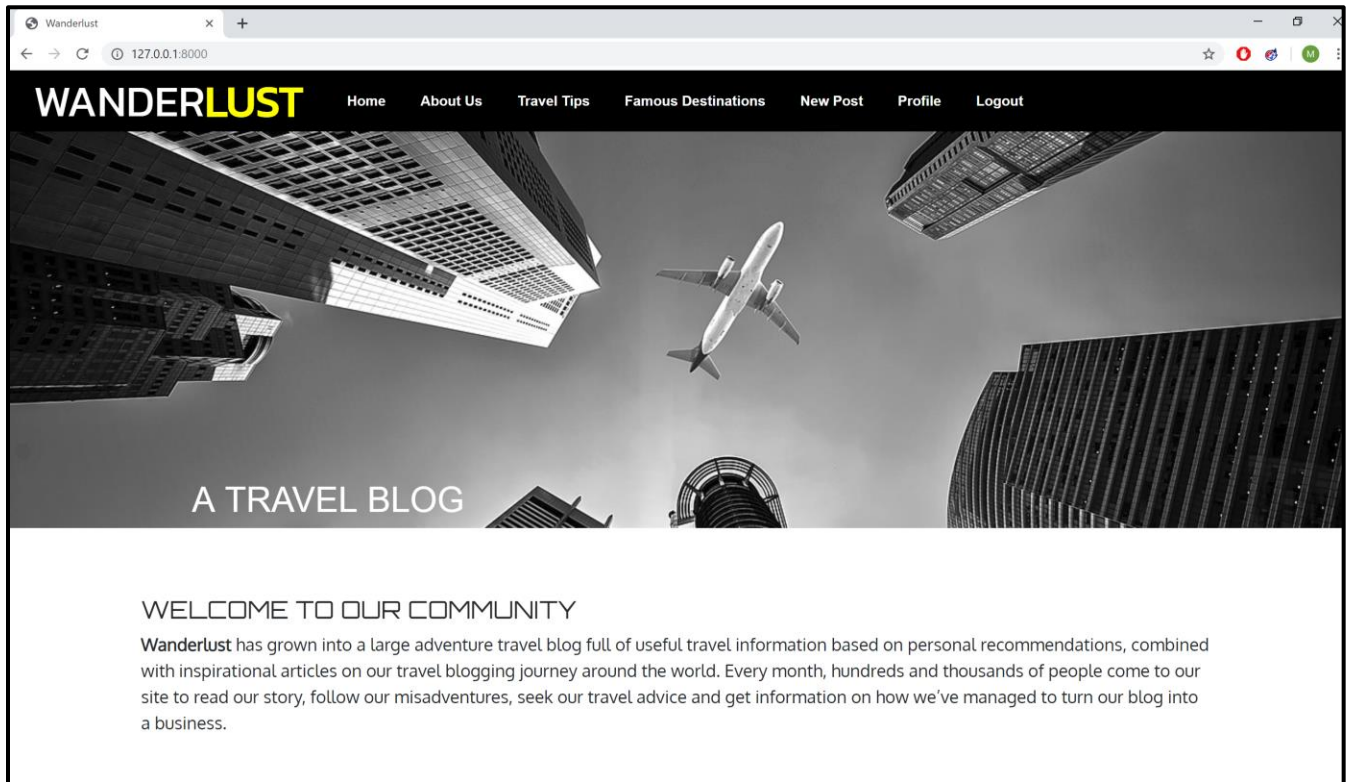 Wanderlust
127.0.0.1:8000
M
WANDERLUST Home About Us Travel Tips Famous Destinations New Post Profile Logout
A TRAVEL BLOG
WELCOME TO OUR COMMUNITY
Wanderlust has grown into a large adventure travel blog full of useful travel information based on personal recommendations, combined
with inspirational articles on our travel blogging journey around the world. Every month, hundreds and thousands of people come to our
site to read our story, follow our misadventures, seek our travel advice and get information on how we’ve managed to turn our blog into
a business.